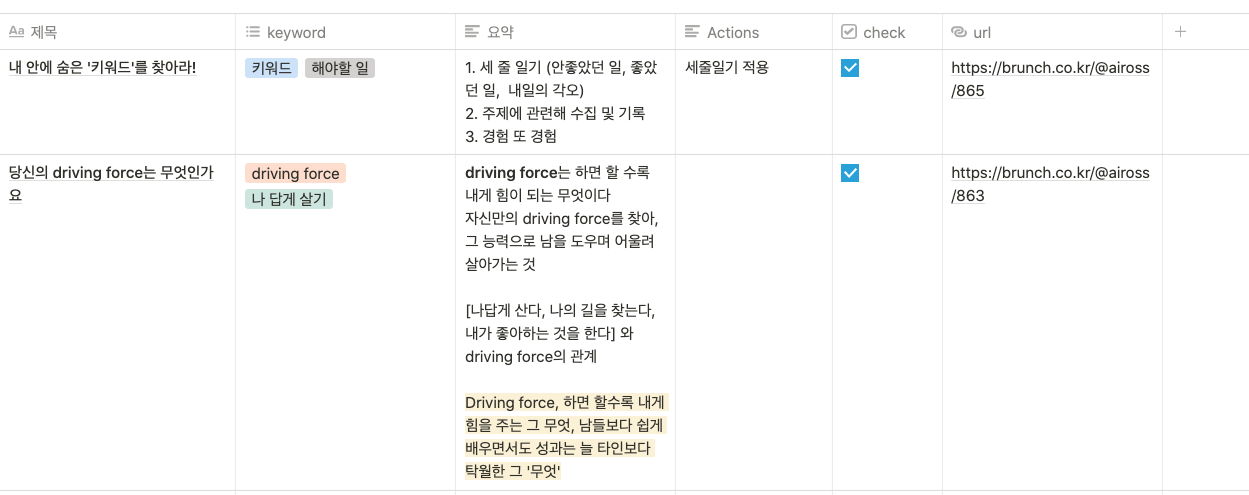 Aa 제목
keyword
요약
Actions
check
url
+
내 안에 숨은 '키워드'를 찾아라!
키워드 해야할 일
1. 세 줄 일기 (안좋았던 일, 좋았
던 일, 내일의 각오)
2. 주제에 관련해 수집 및 기록
3. 경험 또 경험
세줄일기 적용
https://brunch.co.kr/@aiross
/865
당신의 driving force는 무엇인가
요
driving force
나 답게 살기
driving force는 하면 할 수록
내게 힘이 되는 무엇이다
자신만의 driving force를 찾아,
그 능력으로 남을 도우며 어울려
살아가는 것
[나답게 산다, 나의 길을 찾는다,
내가 좋아하는 것을 한다] 와
driving force의 관계
Driving force, 하면 할수록 내게
힘을 주는 그 무엇, 남들보다 쉽게
배우면서도 성과는 늘 타인보다
탁월한 그 '무엇'
https://brunch.co.kr/@aiross
/863